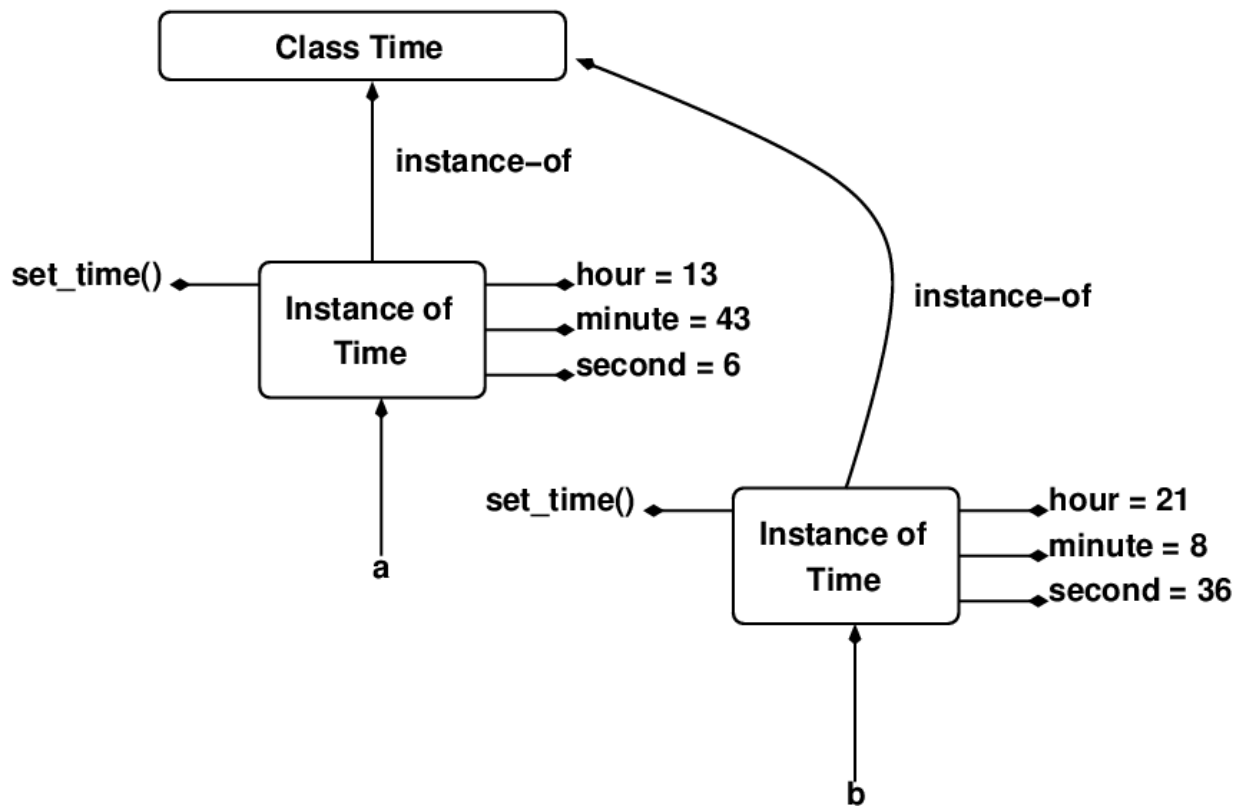 Class Time
instance–of
set_time()
Instance of
Time
hour = 13
minute = 43
second = 6
a
instance–of
set_time()
Instance of
Time
hour = 21
minute = 8
second = 36
b